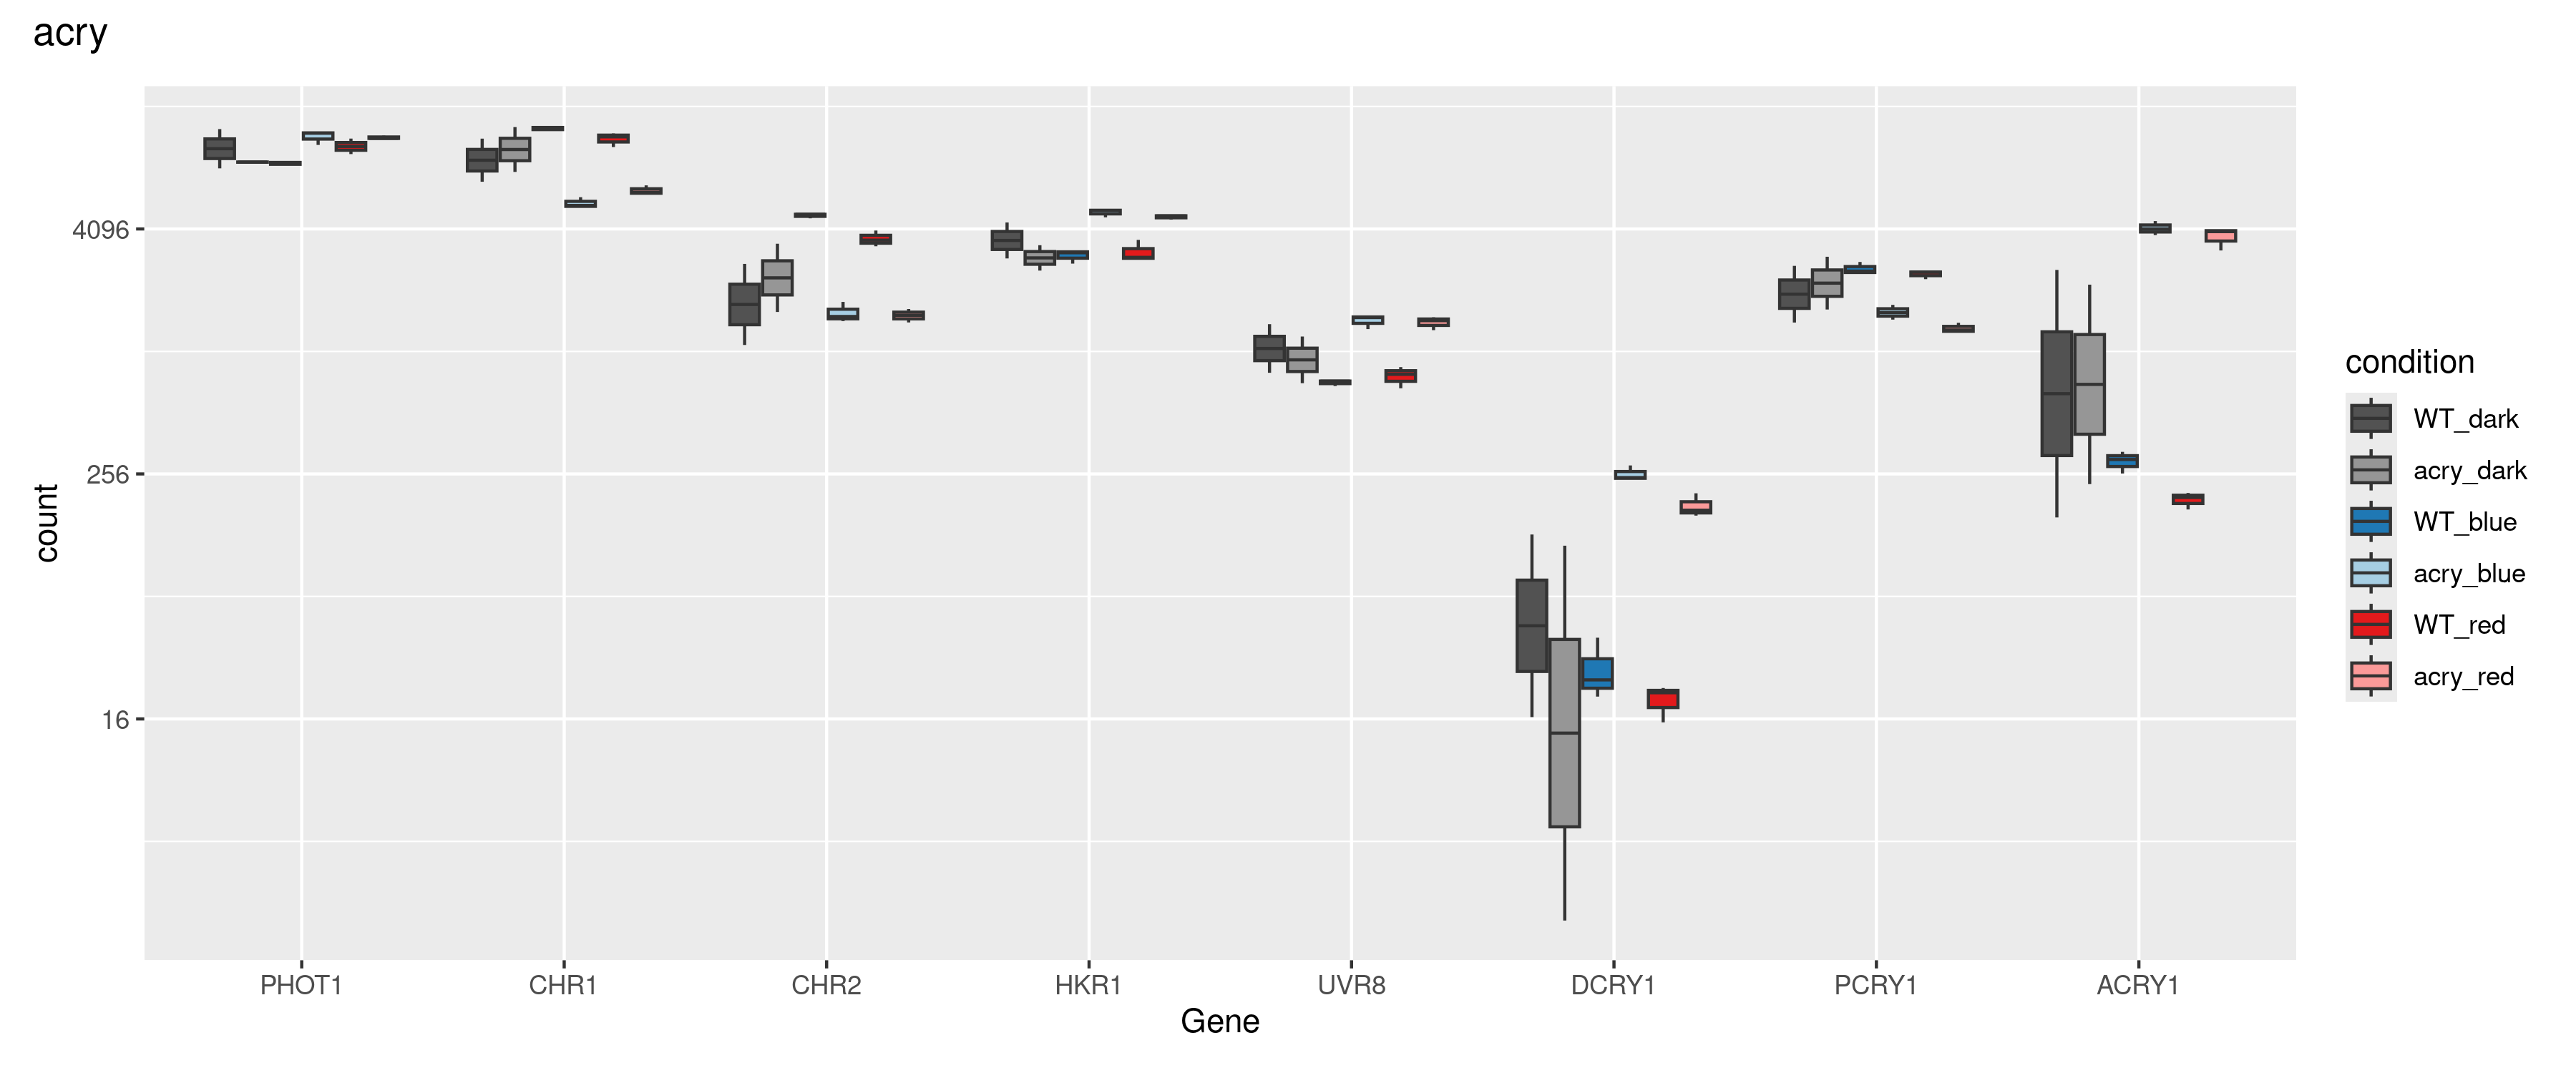 acry
count
4096
256
16
PHOT1
CHR1
CHR2
HKR1
UVR8
DCRY1
PCRY1
ACRY1
Gene
condition
WT_dark
acry_dark
WT_blue
acry_blue
WT_red
acry_red